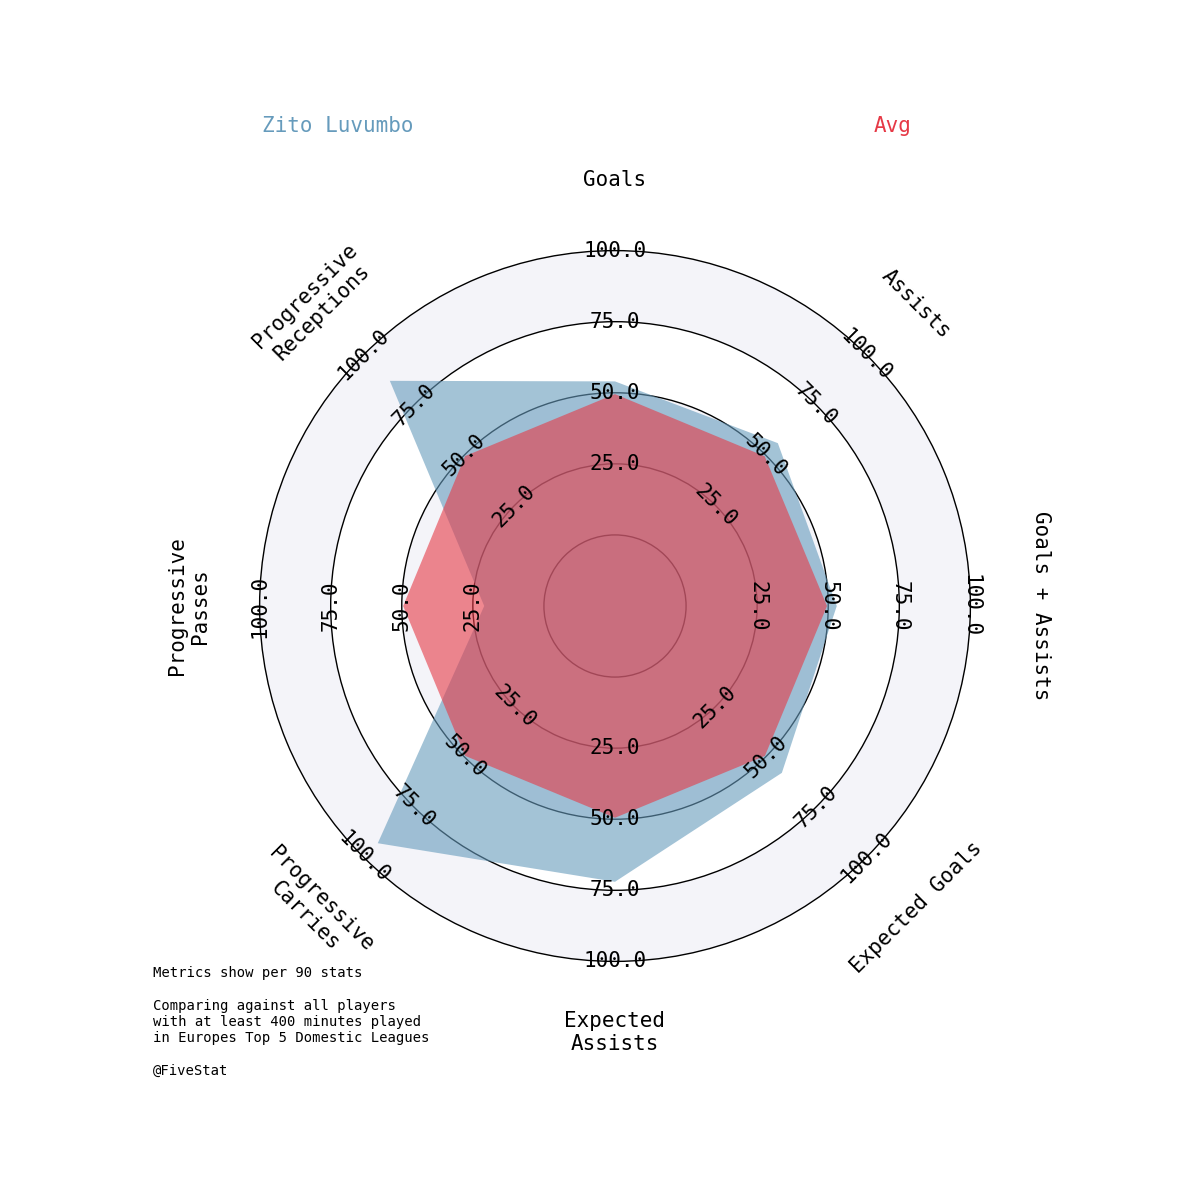 Zito Luvumbo
Avg
Goals
100.0
75.0
50.0
25.0
Assists
100.0
75.0
50.0
25.0
Goals + Assists
100.0
75.0
50.0
25.0
Expected Goals
100.0
75.0
50.0
25.0
Expected
Assists
100.0
75.0
50.0
25.0
Progressive
Carries
100.0
75.0
50.0
25.0
Progressive
Passes
100.0
75.0
50.0
25.0
Progressive
Receptions
100.0
75.0
50.0
25.0
Metrics show per 90 stats
Comparing against all players
with at least 400 minutes played
in Europes Top 5 Domestic Leagues
@FiveStat